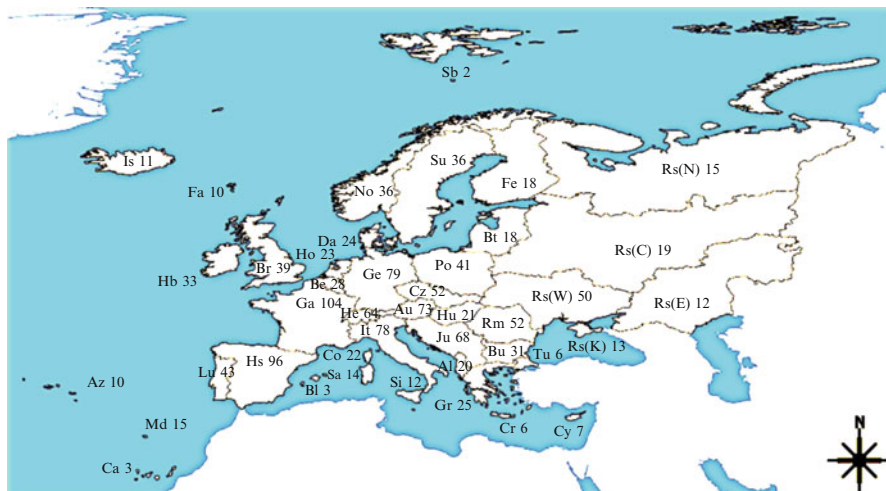 Sb 2
Is 11
Su 36
Rs(N) 15
Fa 10
No 36
Fe 18
Da 24
Bt 18
Ho 23
Rs(C) 19
Hb 33
Br 39
Ge 79
Po 41
Be 28
Cz 52
Rs(W) 50
Rs(E) 12
Ga 104
He 64
Au 73
Hu 21
It 78
Rm 52
Ju 68
Rs(K) 13
Lu 43
Hs 96
Co 22
Bu 31
Tu 6
Sa 14
Al 20
Az 10
Bl 3
Si 12
Gr 25
Md 15
Cr 6
Cy 7
Ca 3
N